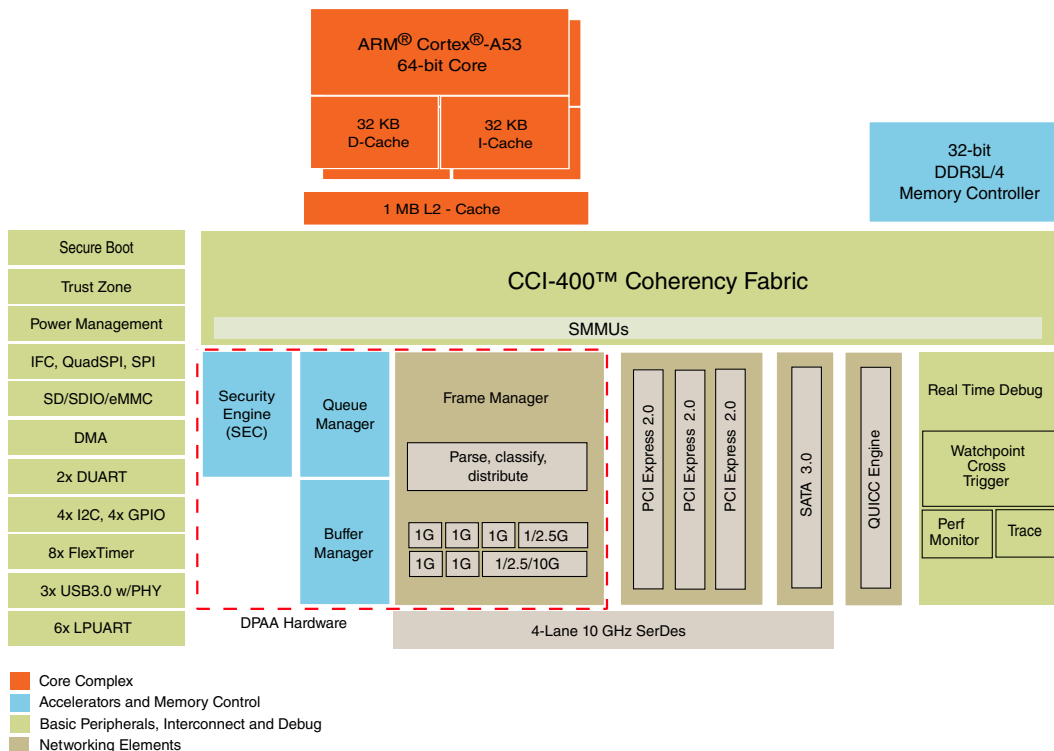 ARM® Cortex®-A53
64-bit Core
32 KB
D-Cache
32 KB
I-Cache
1 MB L2 - Cache
32-bit
DDR3L/4
Memory Controller
Secure Boot
Trust Zone
Power Management
IFC, QuadSPI, SPI
SD/SDIO/eMMC
DMA
2x DUART
4x I2C, 4x GPIO
8x FlexTimer
3x USB3.0 w/PHY
6x LPUART
CCI-400™ Coherency Fabric
SMMUs
Security
Engine
(SEC)
Queue
Manager
Buffer
Manager
Frame Manager
Parse, classify,
distribute
1G
1G
1G
1/2.5G
1G
1G
1/2.5/10G
DPAA Hardware
PCI Express 2.0
PCI Express 2.0
PCI Express 2.0
SATA 3.0
QUICC Engine
4-Lane 10 GHz SerDes
Real Time Debug
Watchpoint
Cross
Trigger
Perf
Monitor
Trace
Core Complex
Accelerators and Memory Control
Basic Peripherals, Interconnect and Debug
Networking Elements